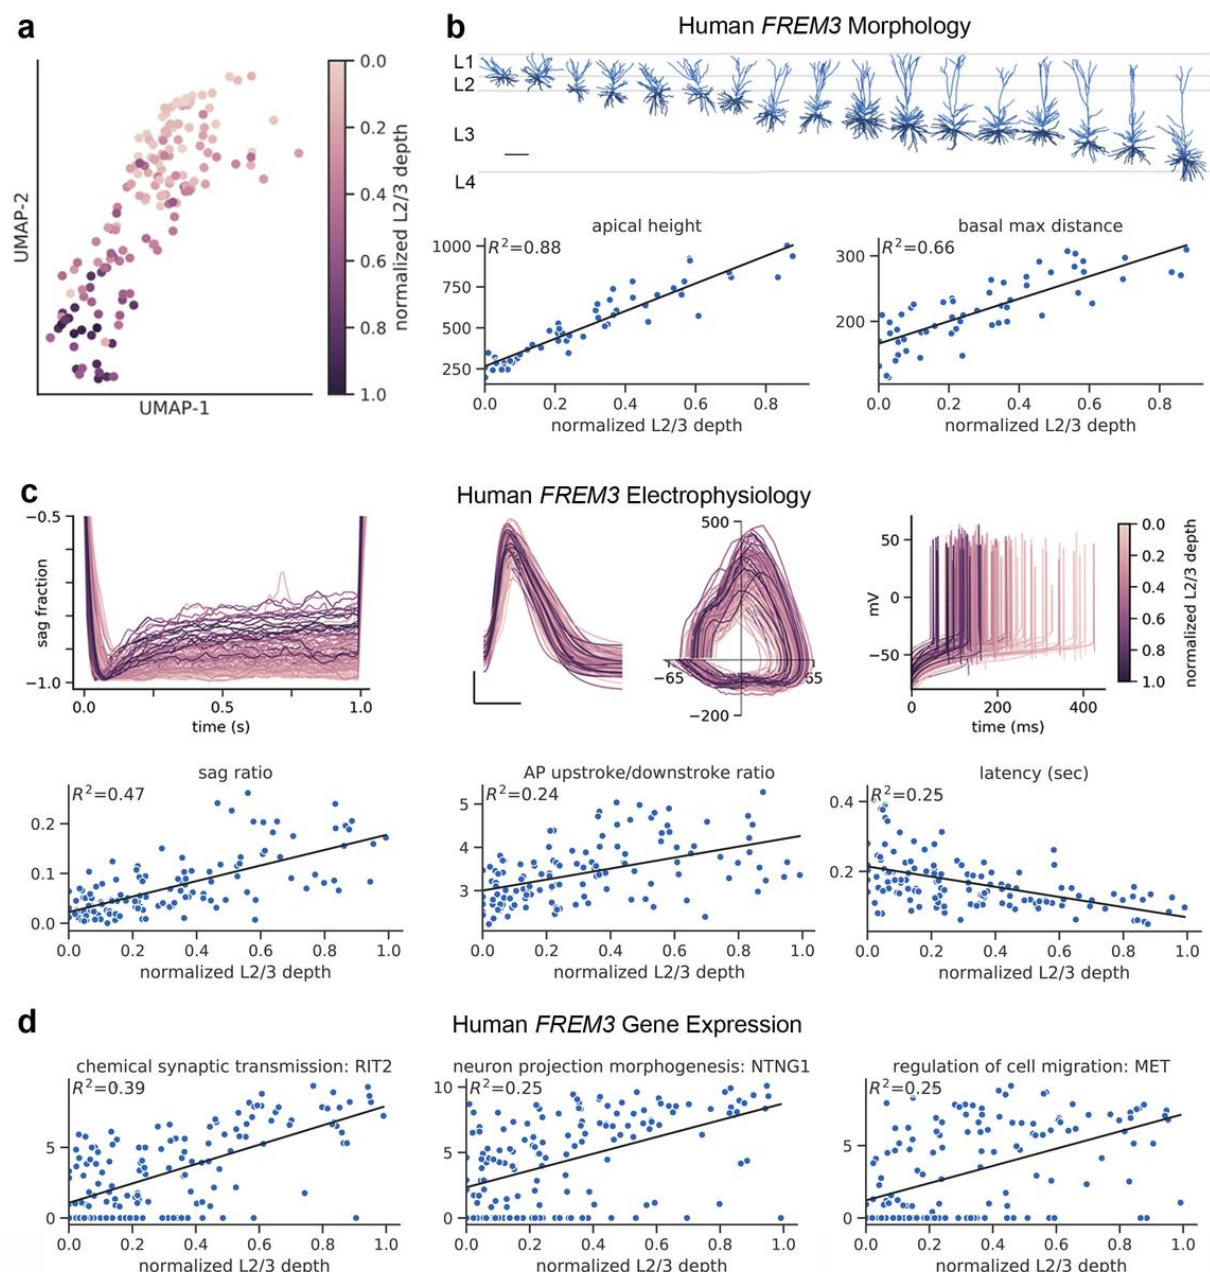 a
UMAP-2
UMAP-1
0.0
0.2
0.4
0.6
0.8
1.0
normalized L2/3 depth
b
Human FREM3 Morphology
L1
L2
L3
L4
apical height
R²=0.88
1000
750
500
250
0.0 0.2 0.4 0.6 0.8
normalized L2/3 depth
basal max distance
R²=0.66
300
200
0.0 0.2 0.4 0.6 0.8
normalized L2/3 depth
c
Human FREM3 Electrophysiology
−0.5
−1.0
sag fraction
0.0 0.5 1.0
time (s)
500
−65
65
−200
50
0
−50
mV
0 200 400
time (ms)
0.0
0.2
0.4
0.6
0.8
1.0
normalized L2/3 depth
sag ratio
R²=0.47
0.2
0.1
0.0
0.0 0.2 0.4 0.6 0.8 1.0
normalized L2/3 depth
AP upstroke/downstroke ratio
R²=0.24
5
4
3
0.0 0.2 0.4 0.6 0.8 1.0
normalized L2/3 depth
latency (sec)
R²=0.25
0.4
0.2
0.0 0.2 0.4 0.6 0.8 1.0
normalized L2/3 depth
d
Human FREM3 Gene Expression
chemical synaptic transmission: RIT2
R²=0.39
5
0
0.0 0.2 0.4 0.6 0.8 1.0
normalized L2/3 depth
neuron projection morphogenesis: NTNG1
R²=0.25
10
5
0
0.0 0.2 0.4 0.6 0.8 1.0
normalized L2/3 depth
regulation of cell migration: MET
R²=0.25
5
0
0.0 0.2 0.4 0.6 0.8 1.0
normalized L2/3 depth